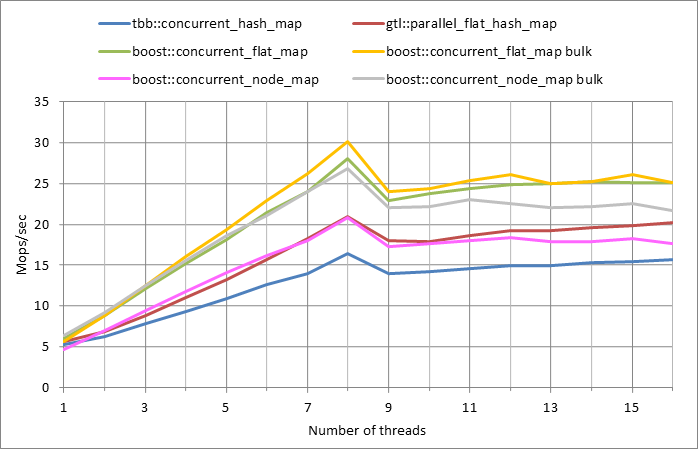 tbb::concurrent_hash_map gtl::parallel_flat_hash_map
boost::concurrent_flat_map boost::concurrent_flat_map bulk
boost::concurrent_node_map boost::concurrent_node_map bulk
35
30
25
20
15
10
5
0
Mops/sec
1 3 5 7 9 11 13 15
Number of threads